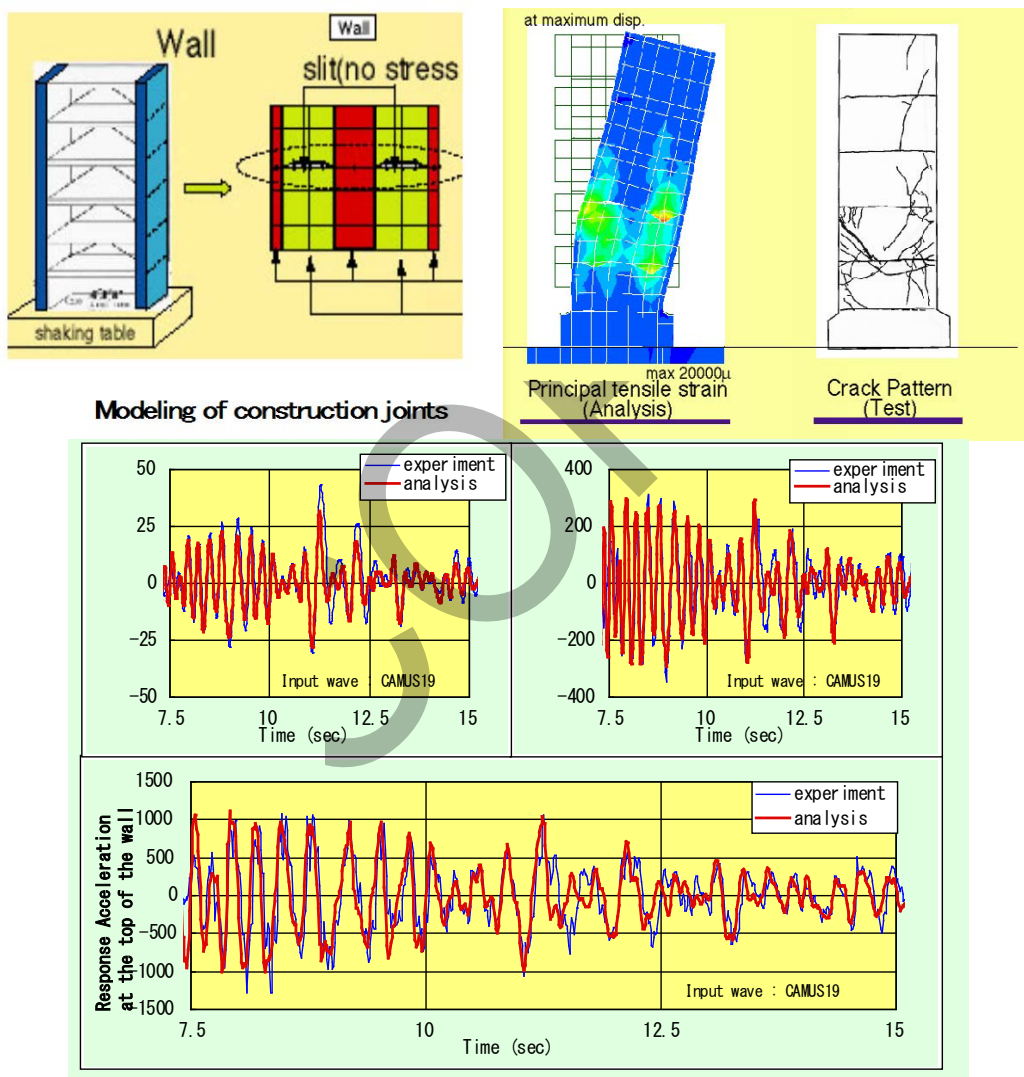 Wall
shaking table
Wall
slit(no stress
at maximum disp.
max 20000μ
Principal tensile strain
(Analysis)
Crack Pattern
(Test)
Modeling of construction joints
experiment
analysis
50
25
0
-25
-50
Input wave : CAMUS19
7.5 10 12.5 15
Time (sec)
experiment
analysis
400
200
0
-200
-400
Input wave : CAMUS19
7.5 10 12.5 15
Time (sec)
Response Acceleration
at the top of the wall
experiment
analysis
1500
1000
500
0
-500
-1000
-1500
Input wave : CAMUS19
7.5 10 12.5 15
Time (sec)